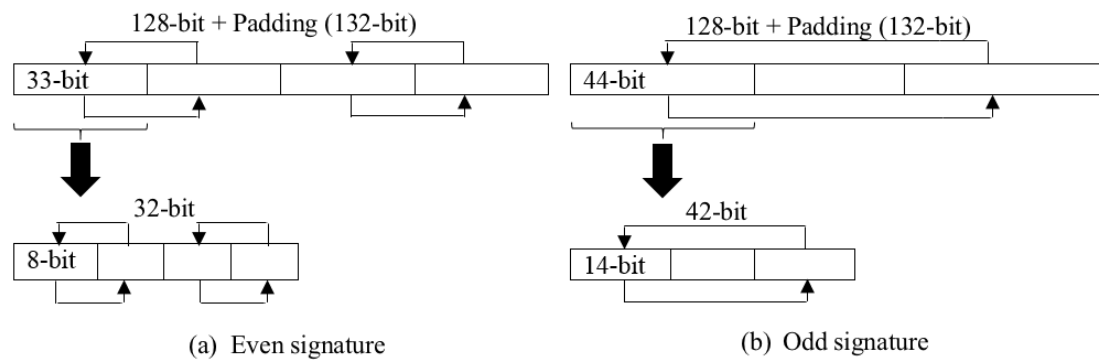 128-bit + Padding (132-bit)
33-bit
32-bit
8-bit
(a) Even signature
128-bit + Padding (132-bit)
44-bit
42-bit
14-bit
(b) Odd signature